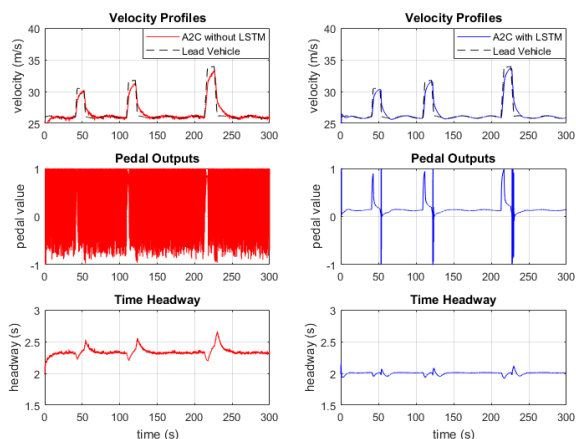 Velocity Profiles
velocity (m/s)
40
35
30
25
0 50 100 150 200 250 300
A2C without LSTM
Lead Vehicle
Pedal Outputs
pedal value
1
0
-1
0 50 100 150 200 250 300
Time Headway
headway (s)
3
2.5
2
1.5
0 50 100 150 200 250 300
time (s)
Velocity Profiles
velocity (m/s)
40
35
30
25
0 100 200 300
A2C with LSTM
Lead Vehicle
Pedal Outputs
pedal value
1
0
-1
0 50 100 150 200 250 300
Time Headway
headway (s)
3
2.5
2
1.5
0 50 100 150 200 250 300
time (s)